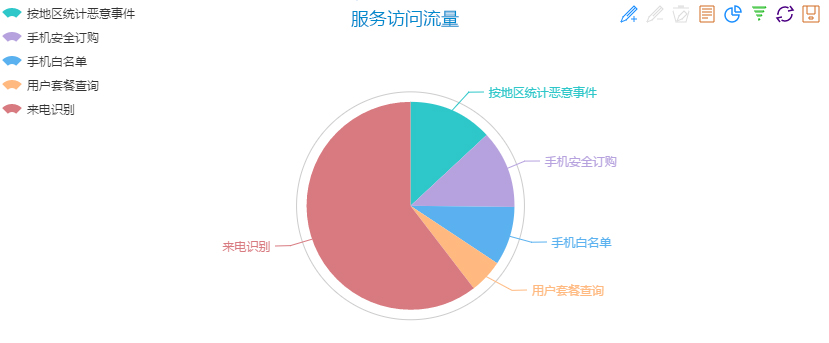 服务访问流量
按地区统计恶意事件
手机安全订购
手机白名单
用户套餐查询
来电识别
按地区统计恶意事件
手机安全订购
手机白名单
来电识别
用户套餐查询